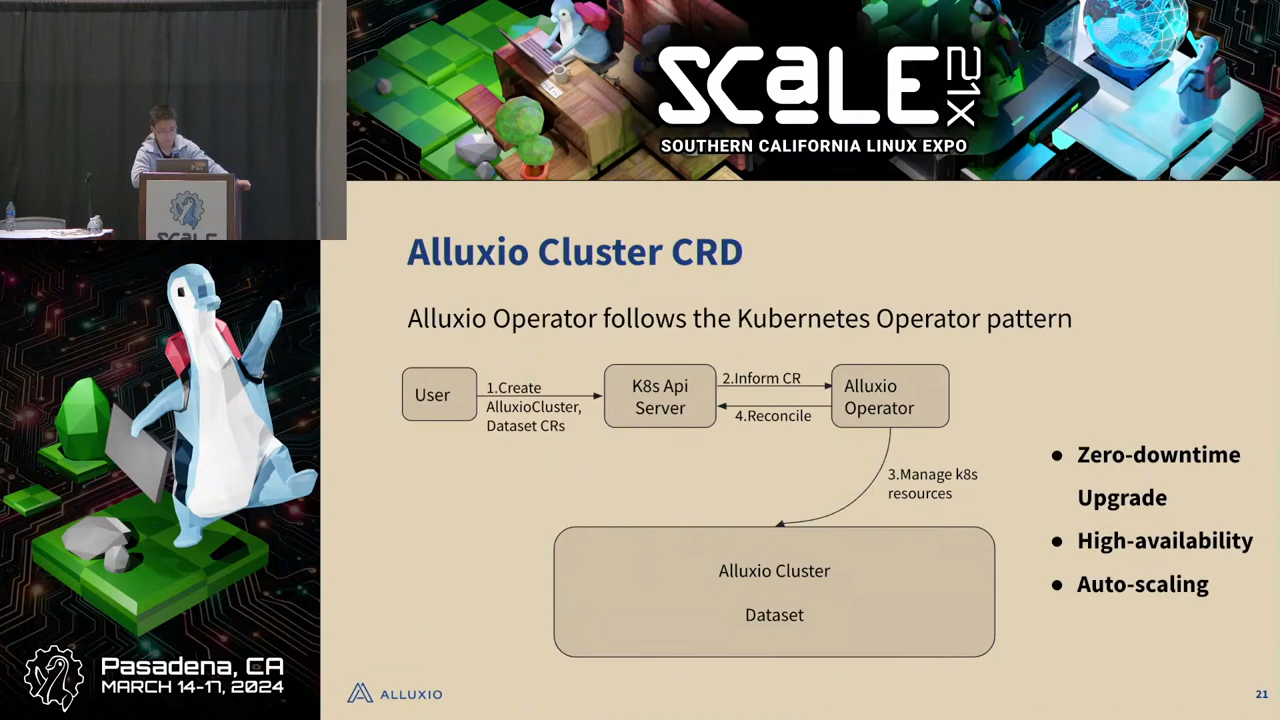 SCaLE 21x
SOUTHERN CALIFORNIA LINUX EXPO
SCALE
Alluxio Cluster CRD
Alluxio Operator follows the Kubernetes Operator pattern
User
1.Create
AlluxioCluster,
Dataset CRs
K8s Api
Server
2.Inform CR
4.Reconcile
Alluxio
Operator
3.Manage k8s
resources
Alluxio Cluster
Dataset
● Zero-downtime
Upgrade
● High-availability
● Auto-scaling
Pasadena, CA
MARCH 14-17, 2024
ALLUXIO
21